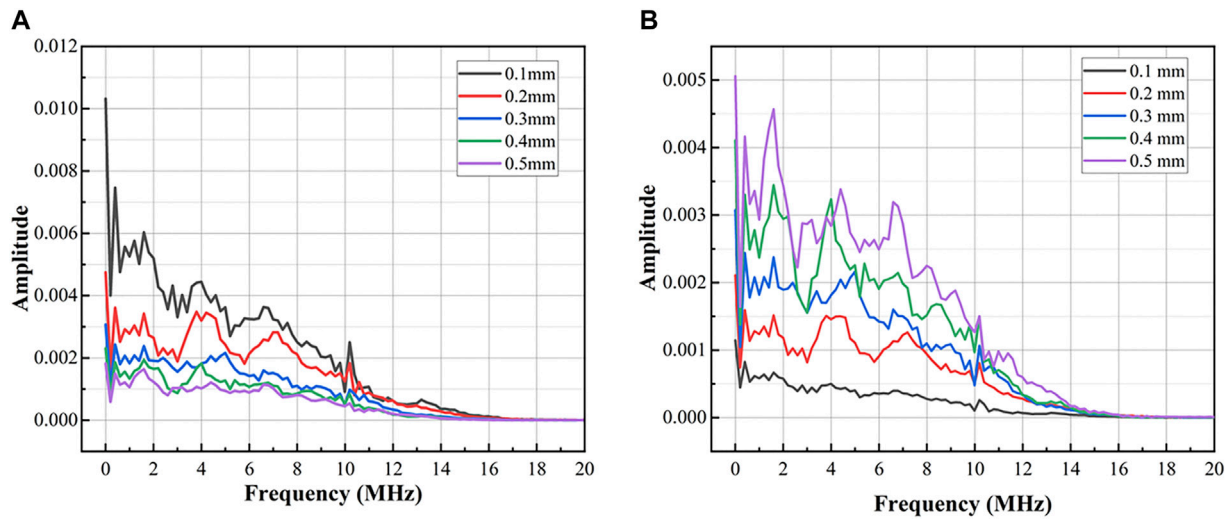 A
0.012
0.010
0.008
0.006
0.004
0.002
0.000
Amplitude
0.1mm
0.2mm
0.3mm
0.4mm
0.5mm
0 2 4 6 8 10 12 14 16 18 20
Frequency (MHz)
B
0.005
0.004
0.003
0.002
0.001
0.000
Amplitude
0.1 mm
0.2 mm
0.3 mm
0.4 mm
0.5 mm
0 2 4 6 8 10 12 14 16 18 20
Frequency (MHz)